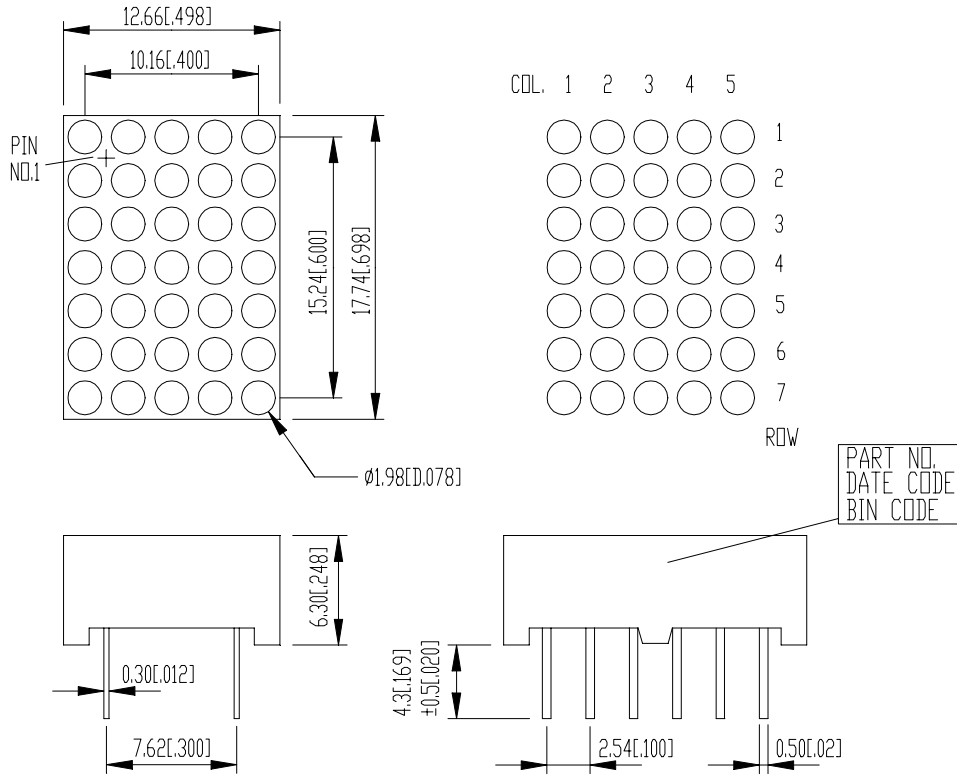 12.66[.498]
10.16[.400]
COL. 1 2 3 4 5
PIN
NO.1
1
2
3
4
5
6
7
ROW
15.24[.600]
17.74[.698]
ø1.98[D.078]
PART NO.
DATE CODE
BIN CODE
6.30[.248]
0.30[.012]
7.62[.300]
4.3[.169]
±0.5[.020]
2.54[.100]
0.50[.02]